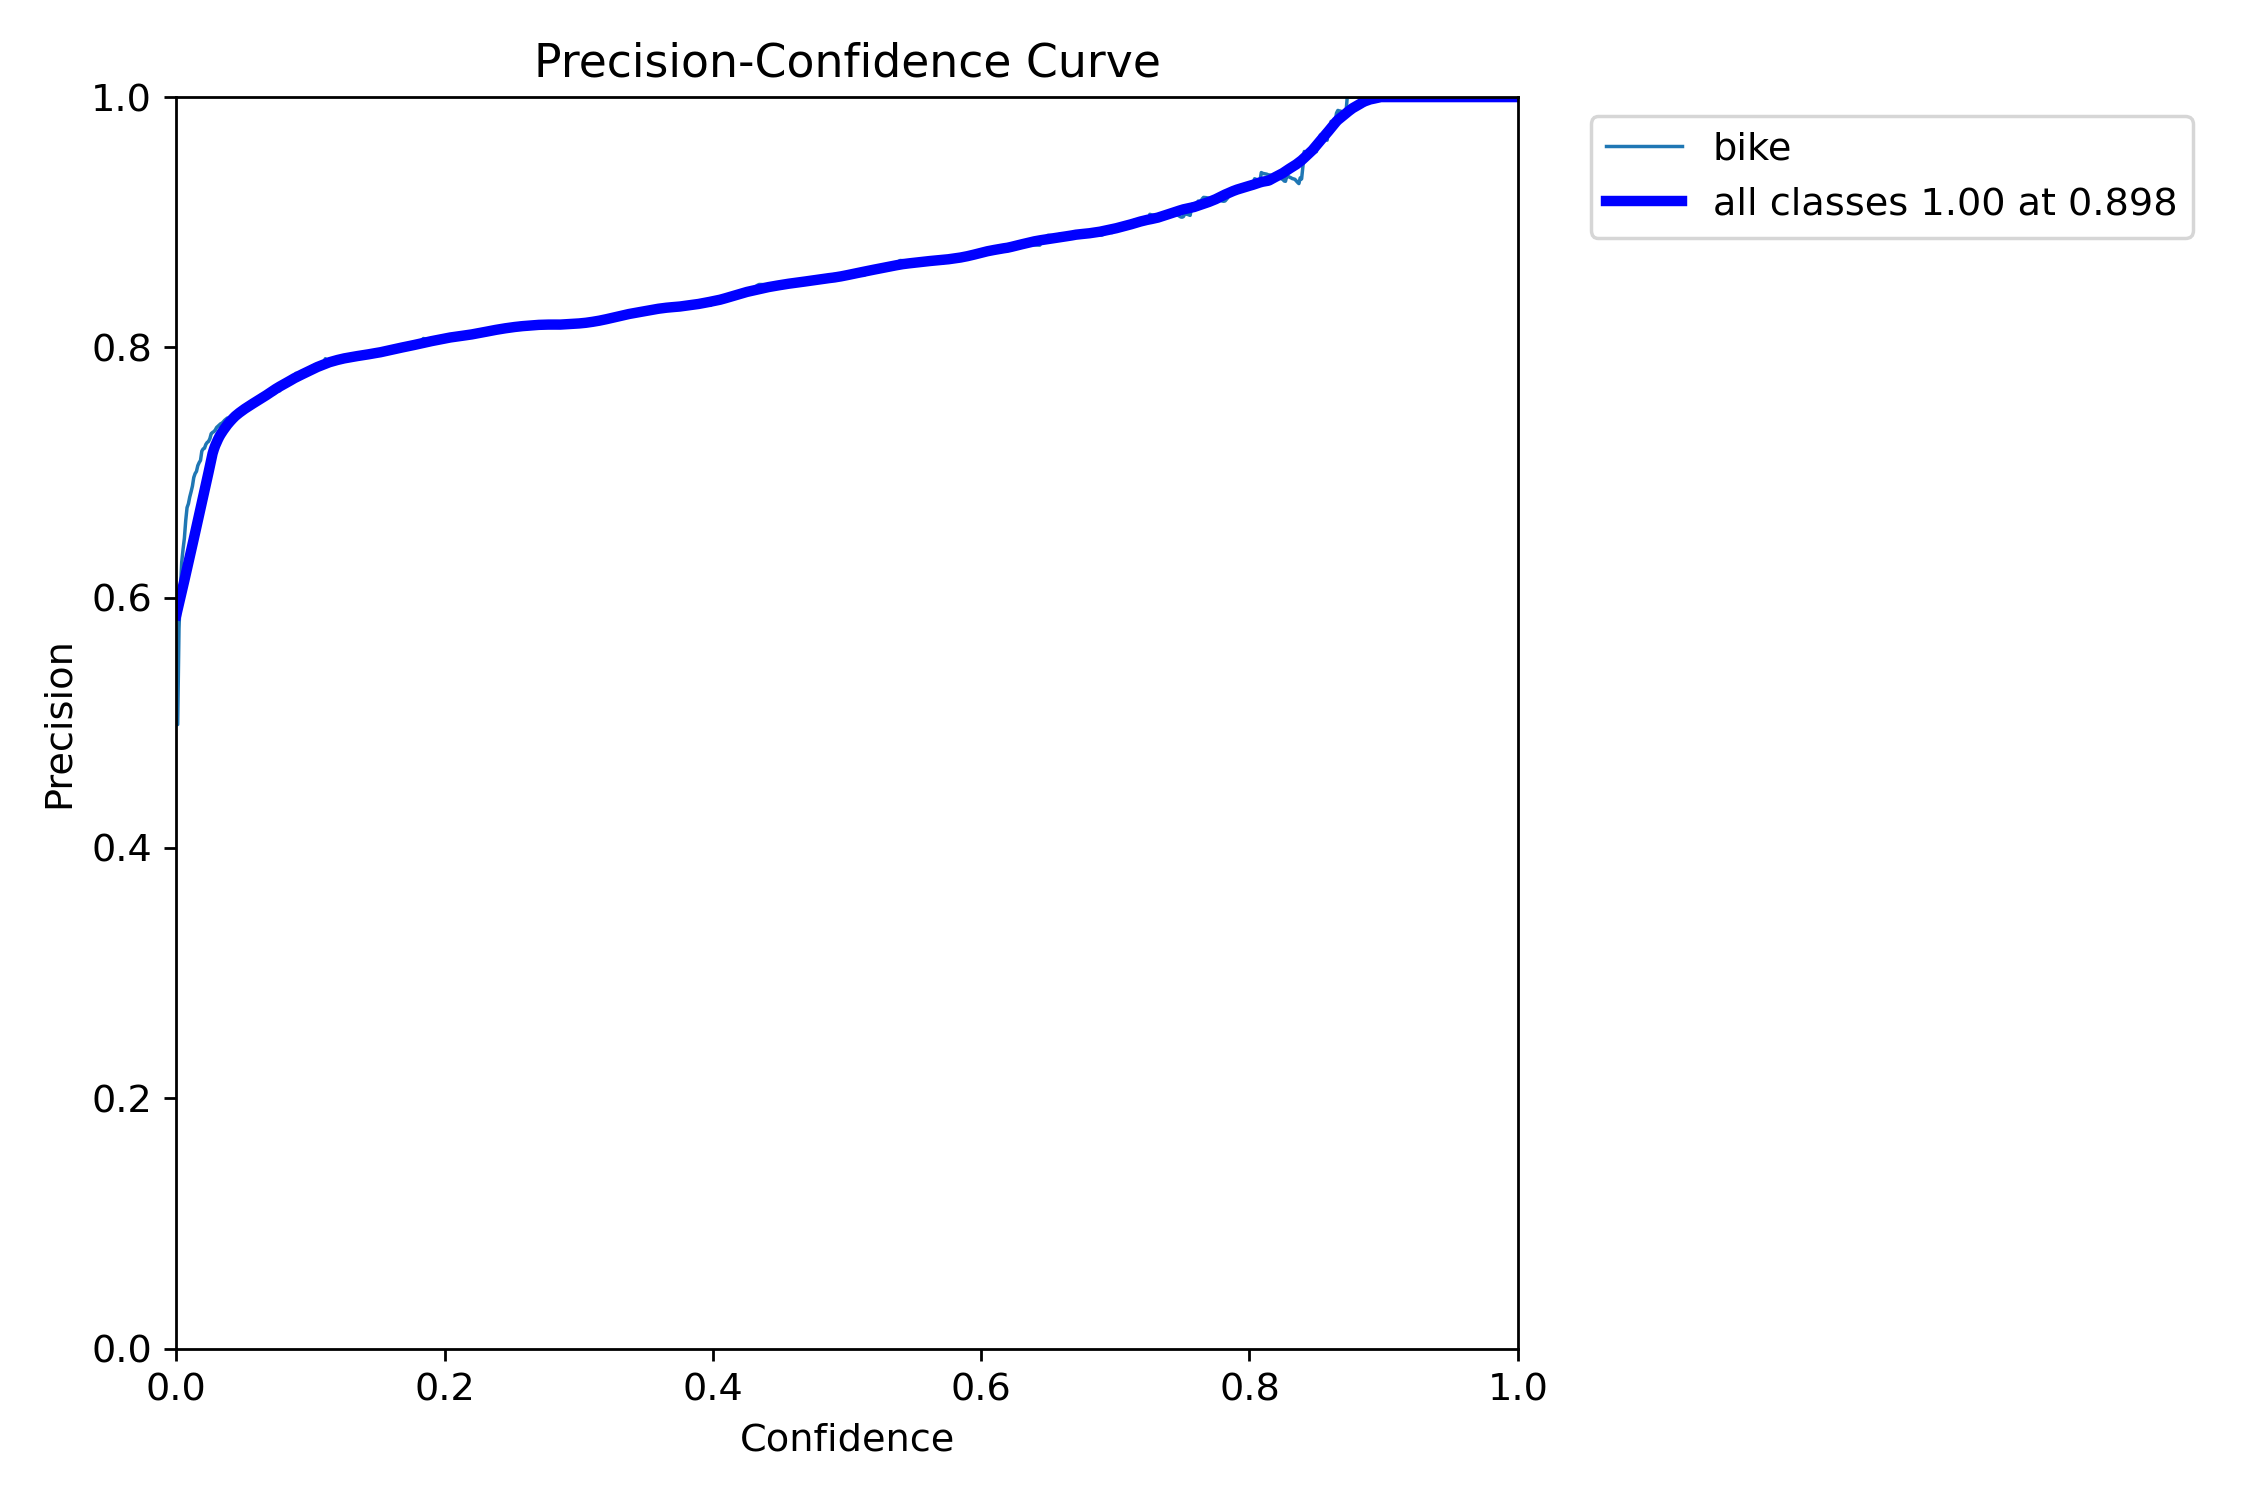 Precision-Confidence Curve
1.0
0.8
0.6
0.4
0.2
0.0
Precision
0.0 0.2 0.4 0.6 0.8 1.0
Confidence
bike
all classes 1.00 at 0.898